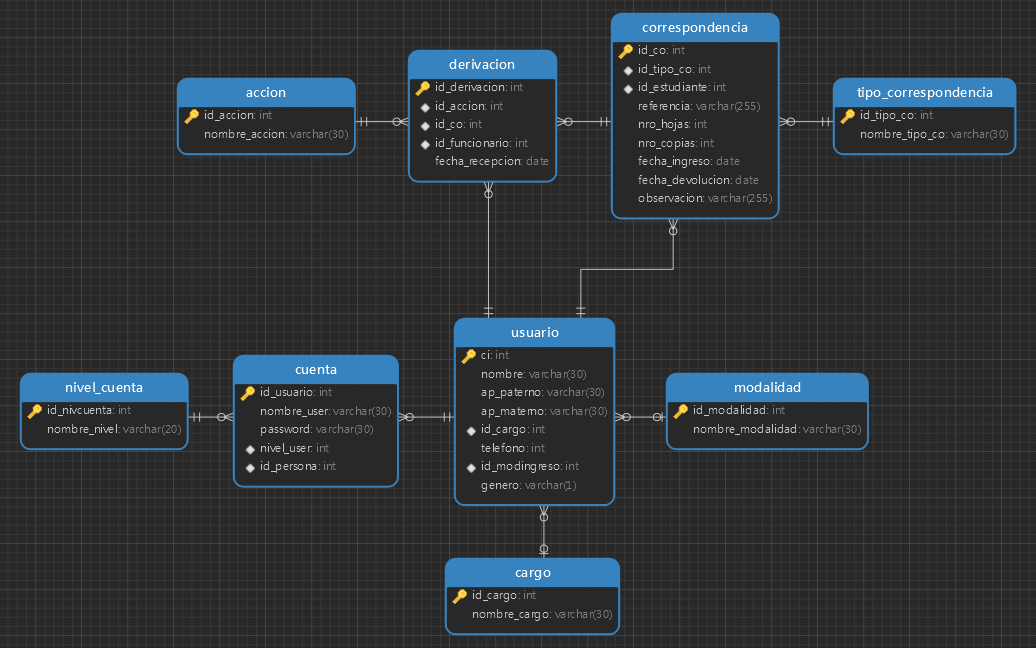 correspondencia
id_co: int
id_tipo_co: int
id_estudiante: int
referencia: varchar(255)
nro_hojas: int
nro_copias: int
fecha_ingreso: date
fecha_devolucion: date
observacion: varchar(255)
derivacion
id_derivacion: int
id_accion: int
id_co: int
id_funcionario: int
fecha_recepcion: date
accion
id_accion: int
nombre_accion: varchar(30)
tipo_correspondencia
id_tipo_co: int
nombre_tipo_co: varchar(30)
usuario
ci: int
nombre: varchar(30)
ap_paterno: varchar(30)
ap_materno: varchar(30)
id_cargo: int
telefono: int
id_modingreso: int
genero: varchar(1)
cuenta
id_usuario: int
nombre_user: varchar(30)
password: varchar(30)
nivel_user: int
id_persona: int
nivel_cuenta
id_nivcuenta: int
nombre_nivel: varchar(20)
modalidad
id_modalidad: int
nombre_modalidad: varchar(30)
cargo
id_cargo: int
nombre_cargo: varchar(30)